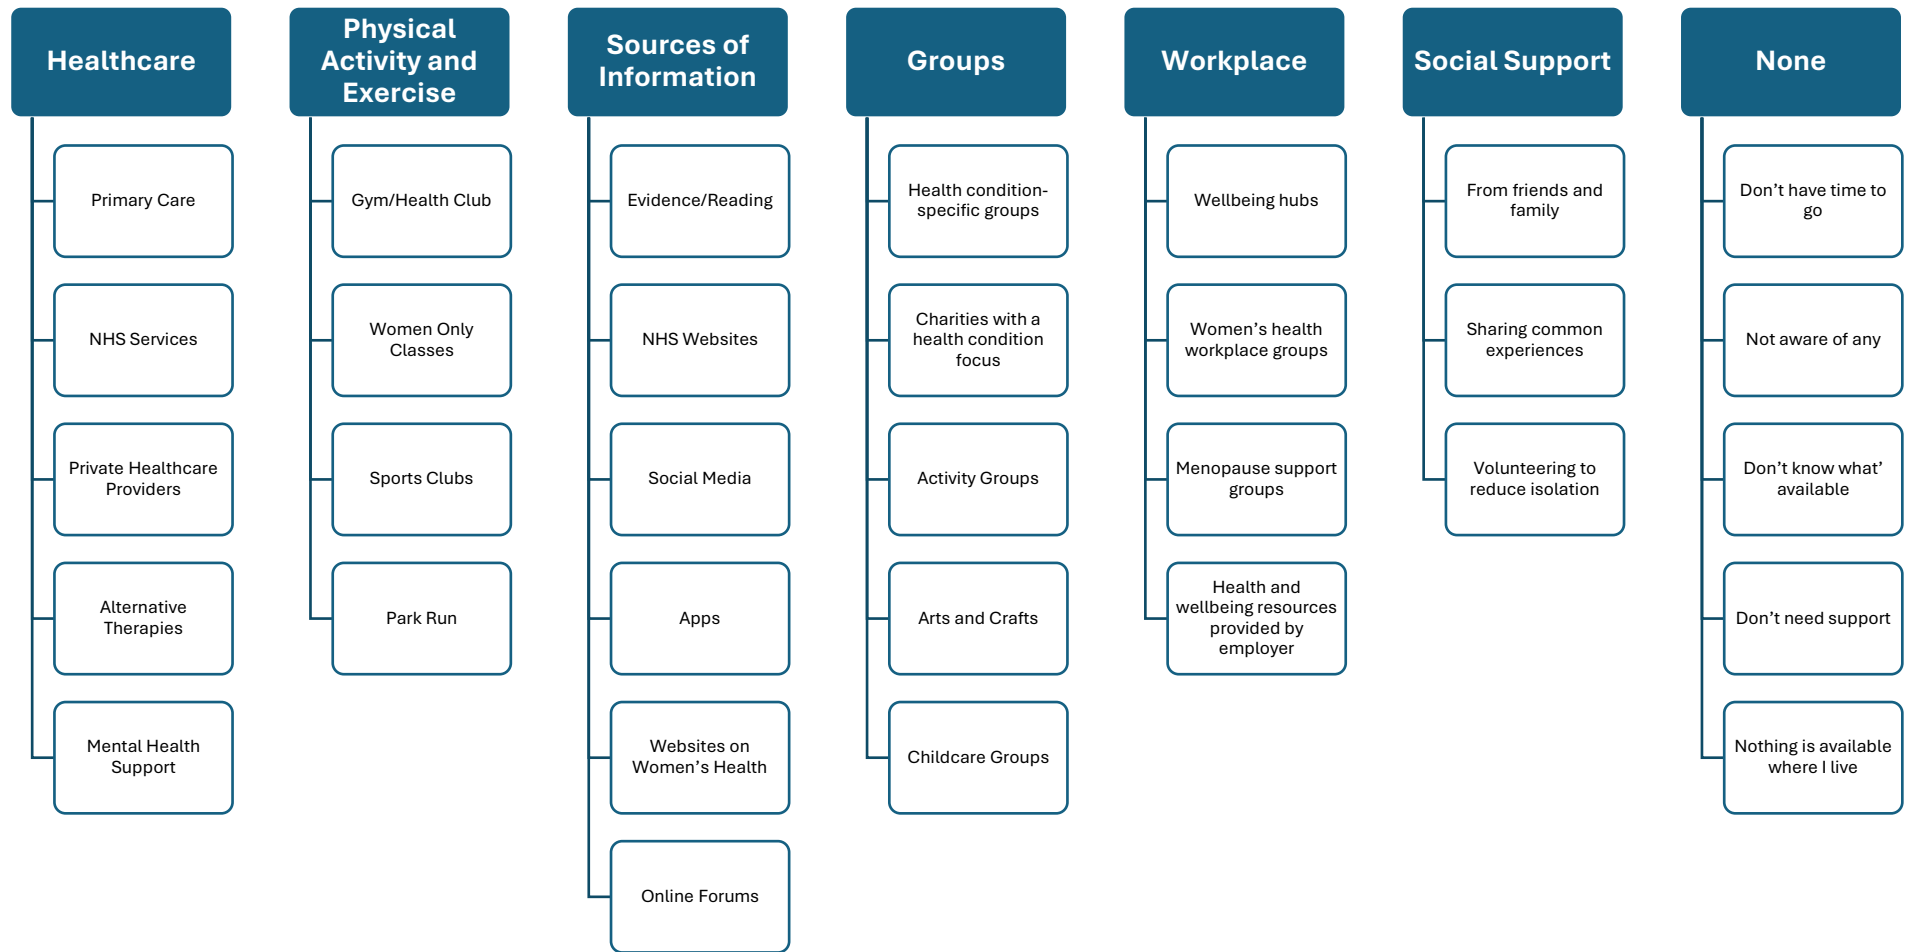 Healthcare
Primary Care
NHS Services
Private Healthcare
Providers
Alternative
Therapies
Mental Health
Support
Physical
Activity and
Exercise
Gym/Health Club
Women Only
Classes
Sports Clubs
Park Run
Sources of
Information
Evidence/Reading
NHS Websites
Social Media
Apps
Websites on
Women’s Health
Online Forums
Groups
Health condition-
specific groups
Charities with a
health condition
focus
Activity Groups
Arts and Crafts
Childcare Groups
Workplace
Wellbeing hubs
Women’s health
workplace groups
Menopause support
groups
Health and
wellbeing resources
provided by
employer
Social Support
From friends and
family
Sharing common
experiences
Volunteering to
reduce isolation
None
Don’t have time to
go
Not aware of any
Don’t know what’
available
Don’t need support
Nothing is available
where I live